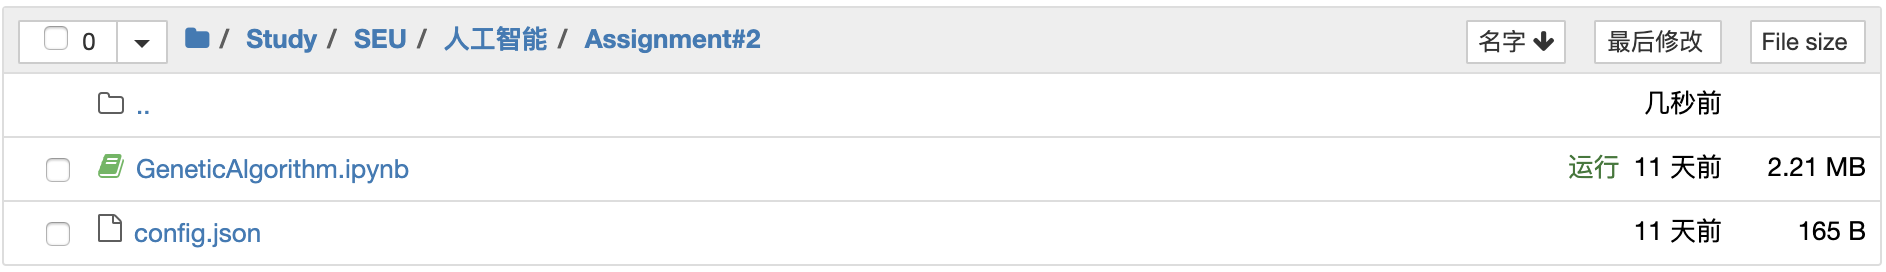 0 / Study / SEU / 人工智能 / Assignment#2 名字 最后修改 File size
.. 几秒前
GeneticAlgorithm.ipynb 运行 11 天前 2.21 MB
config.json 11 天前 165 B